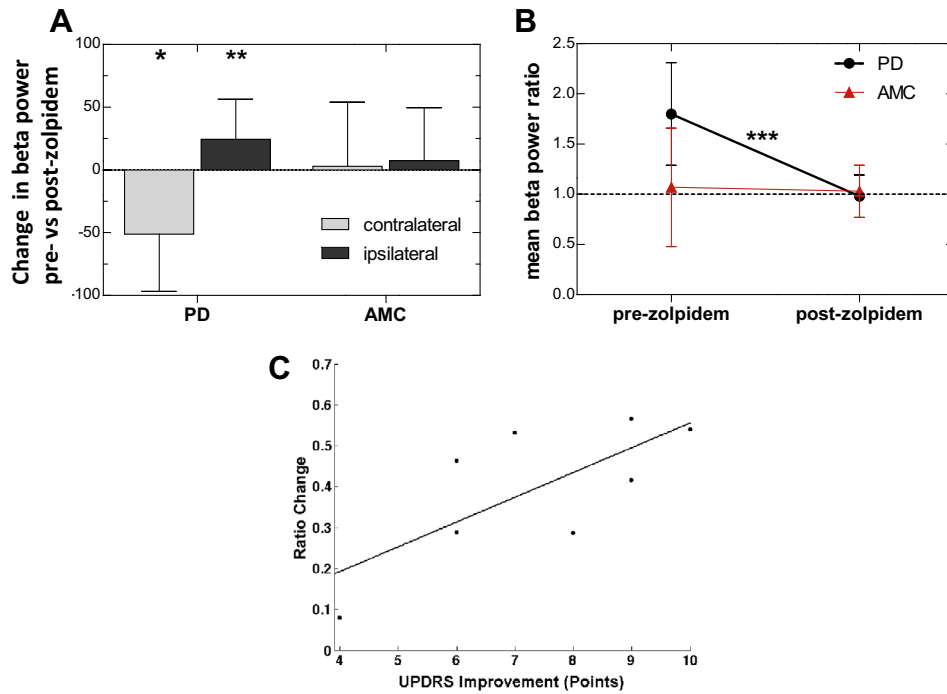 A
Change in beta power
pre- vs post-zolpidem
100
50
0
-50
-100
*
**
contralateral
ipsilateral
PD
AMC
B
mean beta power ratio
2.5
2.0
1.5
1.0
0.5
0.0
PD
AMC
***
pre-zolpidem
post-zolpidem
C
Ratio Change
0.7
0.6
0.5
0.4
0.3
0.2
0.1
0
4 5 6 7 8 9 10
UPDRS Improvement (Points)